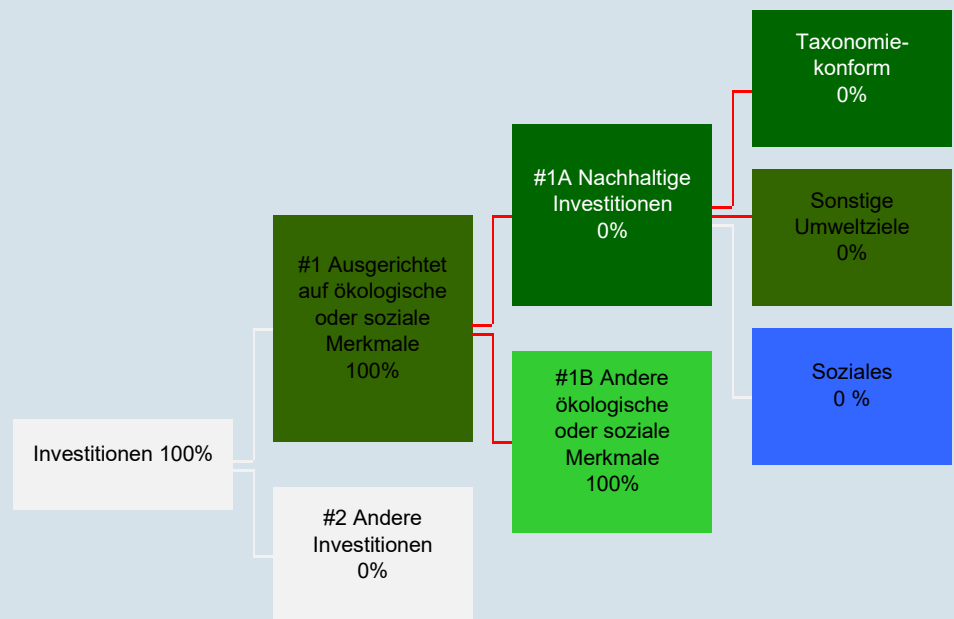 Investitionen 100%
#1 Ausgerichtet
auf ökologische
oder soziale
Merkmale
100%
#2 Andere
Investitionen
0%
#1A Nachhaltige
Investitionen
0%
#1B Andere
ökologische
oder soziale
Merkmale
100%
Taxonomie-
konform
0%
Sonstige
Umweltziele
0%
Soziales
0 %